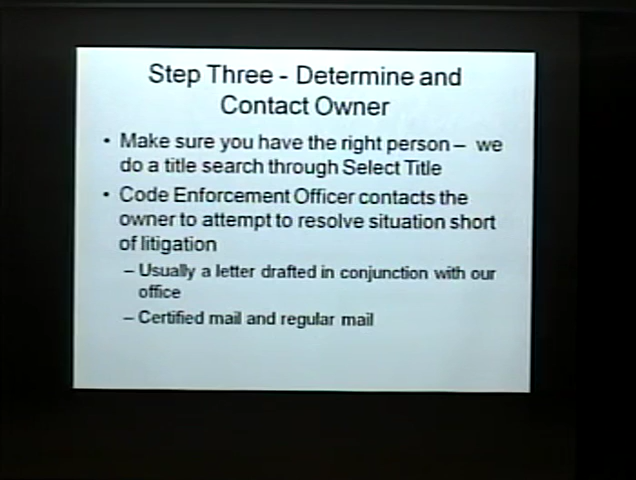 Step Three - Determine and
Contact Owner
• Make sure you have the right person – we
do a title search through Select Title
• Code Enforcement Officer contacts the
owner to attempt to resolve situation short
of litigation
– Usually a letter drafted in conjunction with our
office
– Certified mail and regular mail